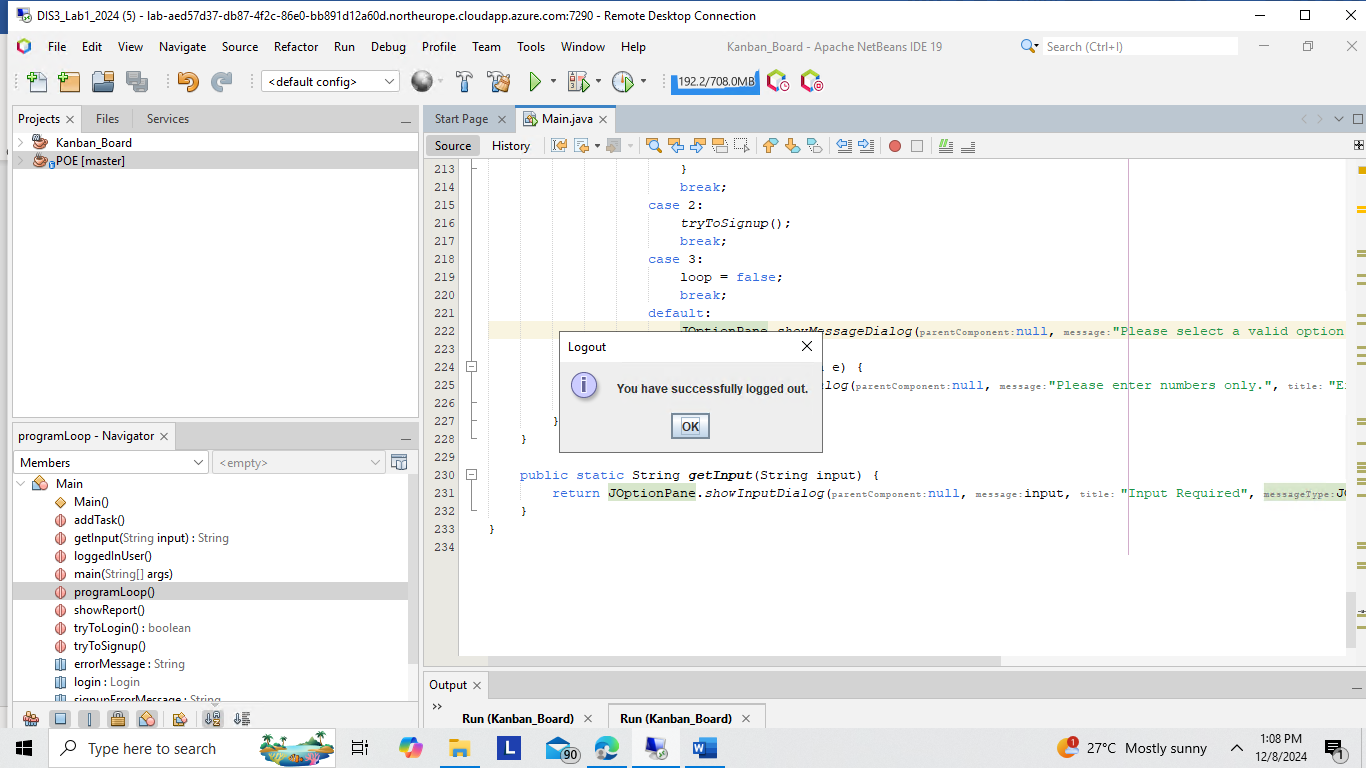 DIS3_Lab1_2024 (5) - lab-aed57d37-db87-4f2c-86e0-bb891d12a60d.northeurope.cloudapp.azure.com:7290 - Remote Desktop Connection
File Edit View Navigate Source Refactor Run Debug Profile Team Tools Window Help Kanban_Board - Apache NetBeans IDE 19 Search (Ctrl+I)
<default config> 192.2/708.0MB
Projects Files Services
Kanban_Board
POE [master]
Start Page Main.java
Source History
213 }
214 break;
215 case 2:
216 tryToSignup();
217 break;
218 case 3:
219 loop = false;
220 break;
221 default:
222 JOptionPane.showMessageDialog(parentComponent:null, message:"Please select a valid option
223
224 e) {
225 alog(parentComponent:null, message:"Please enter numbers only.", title: "E
226
227 }
228 }
229
230 public static String getInput(String input) {
231 return JOptionPane.showInputDialog(parentComponent:null, message:input, title: "Input Required", messageType:JO
232 }
233 }
234
Logout
You have successfully logged out.
OK
programLoop - Navigator
Members <empty>
Main
Main()
addTask()
getInput(String input) : String
loggedInUser()
main(String[] args)
programLoop()
showReport()
tryToLogin() : boolean
tryToSignup()
errorMessage : String
login : Login
signupErrorMessage : String
Output
Run (Kanban_Board) Run (Kanban_Board)
Type here to search
L
90
1
27°C Mostly sunny
1:08 PM
12/8/2024
1